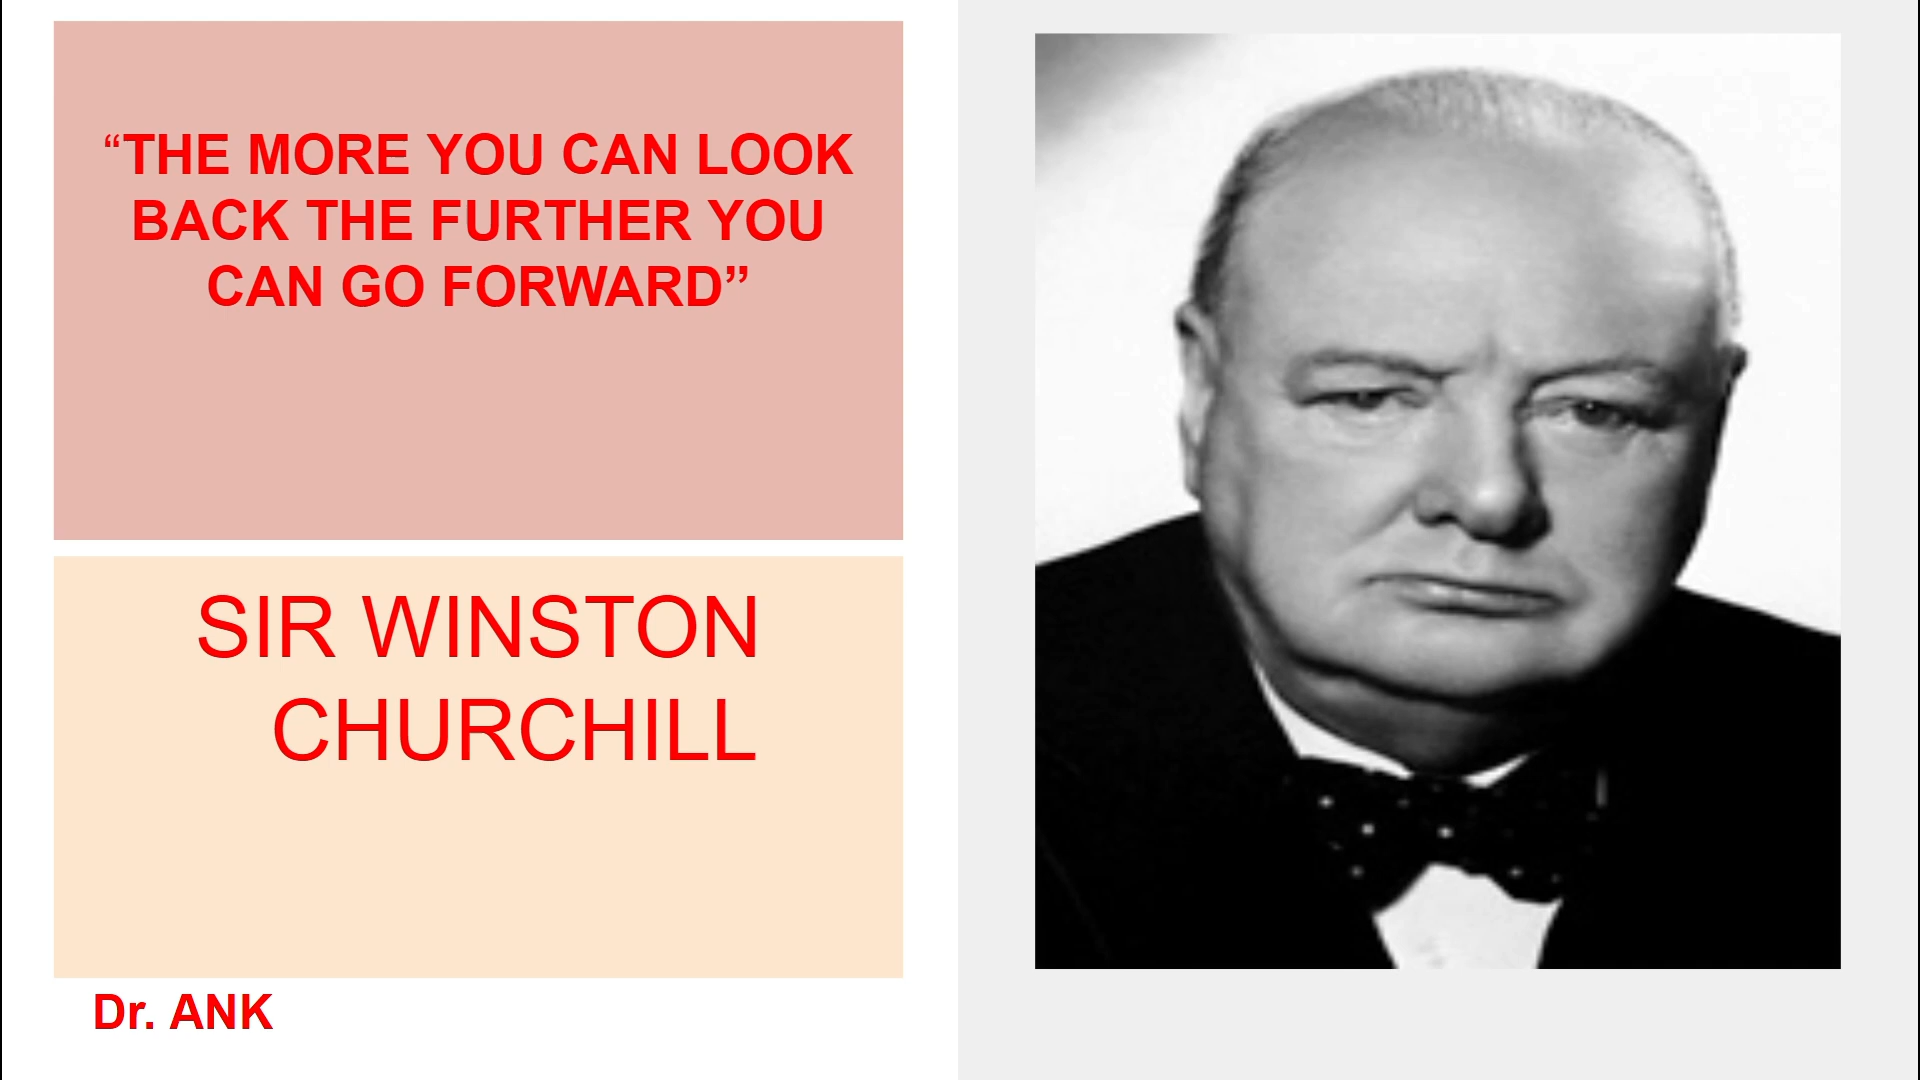 “THE MORE YOU CAN LOOK
BACK THE FURTHER YOU
CAN GO FORWARD”
SIR WINSTON
CHURCHILL
Dr. ANK